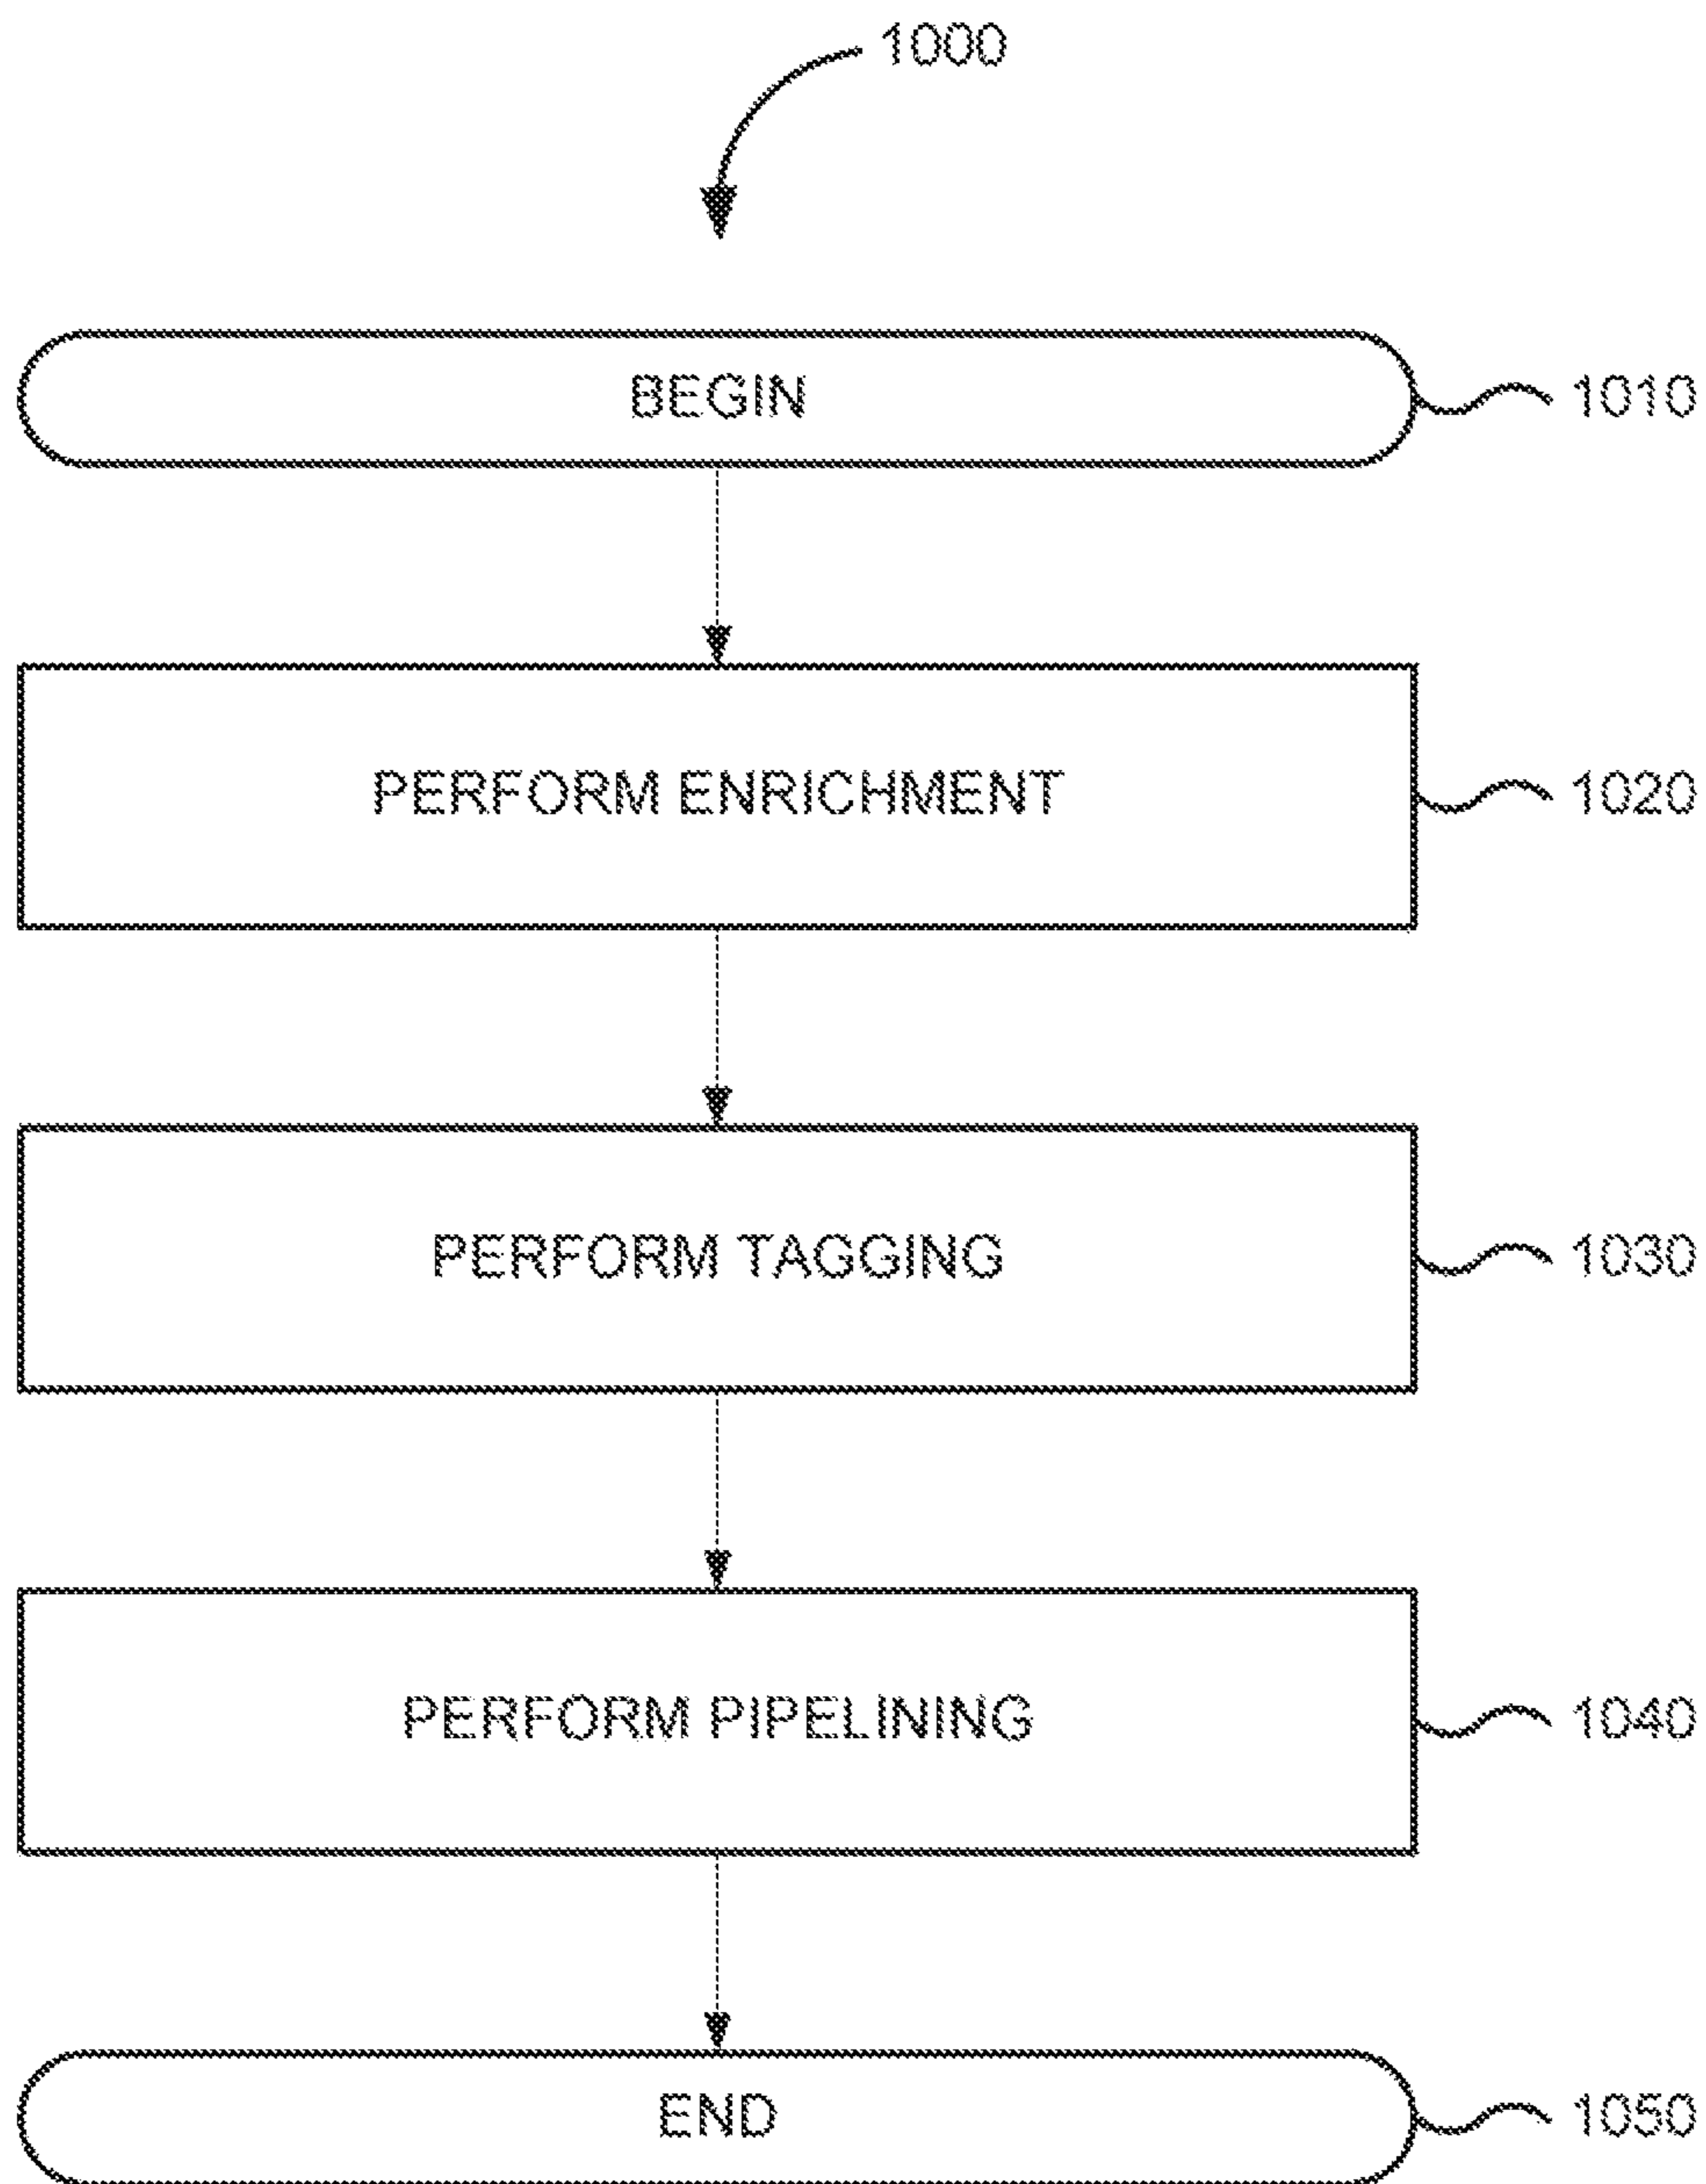 1000
BEGIN
1010
PERFORM ENRICHMENT
1020
PERFORM TAGGING
1030
PERFORM PIPELINING
1040
END
1050